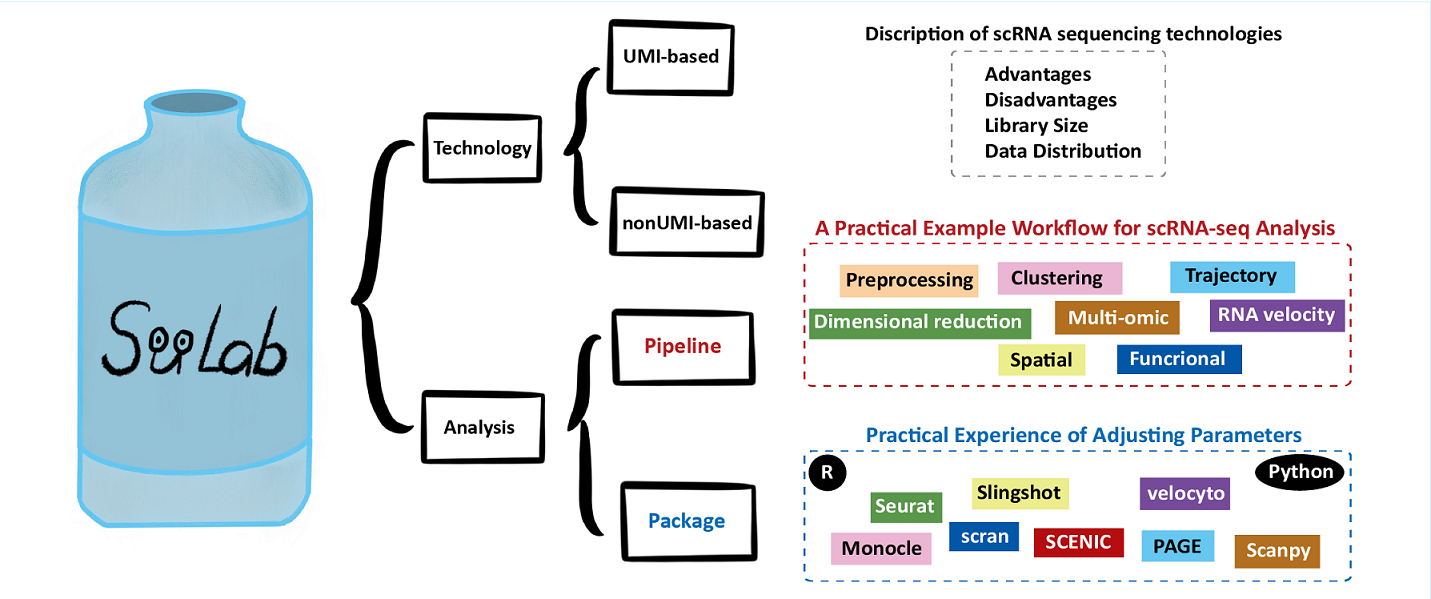 SuiLab
Technology
UMI-based
nonUMI-based
Analysis
Pipeline
Package
Discription of scRNA sequencing technologies
Advantages
Disadvantages
Library Size
Data Distribution
A Practical Example Workflow for scRNA-seq Analysis
Preprocessing
Clustering
Trajectory
Dimensional reduction
Multi-omic
RNA velocity
Spatial
Funcrional
Practical Experience of Adjusting Parameters
R
Python
Seurat
Slingshot
velocyto
Monocle
scran
SCENIC
PAGE
Scanpy